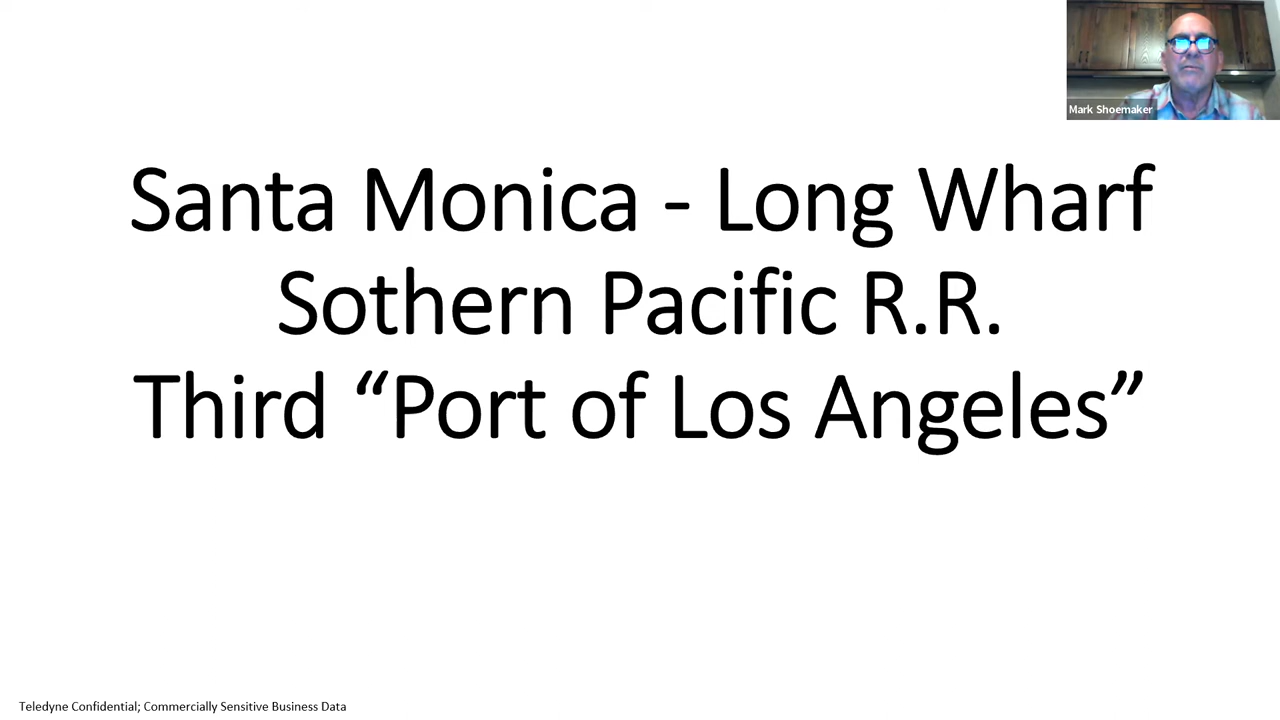 Mark Shoemaker
Santa Monica - Long Wharf
Sothern Pacific R.R.
Third “Port of Los Angeles”
Teledyne Confidential; Commercially Sensitive Business Data